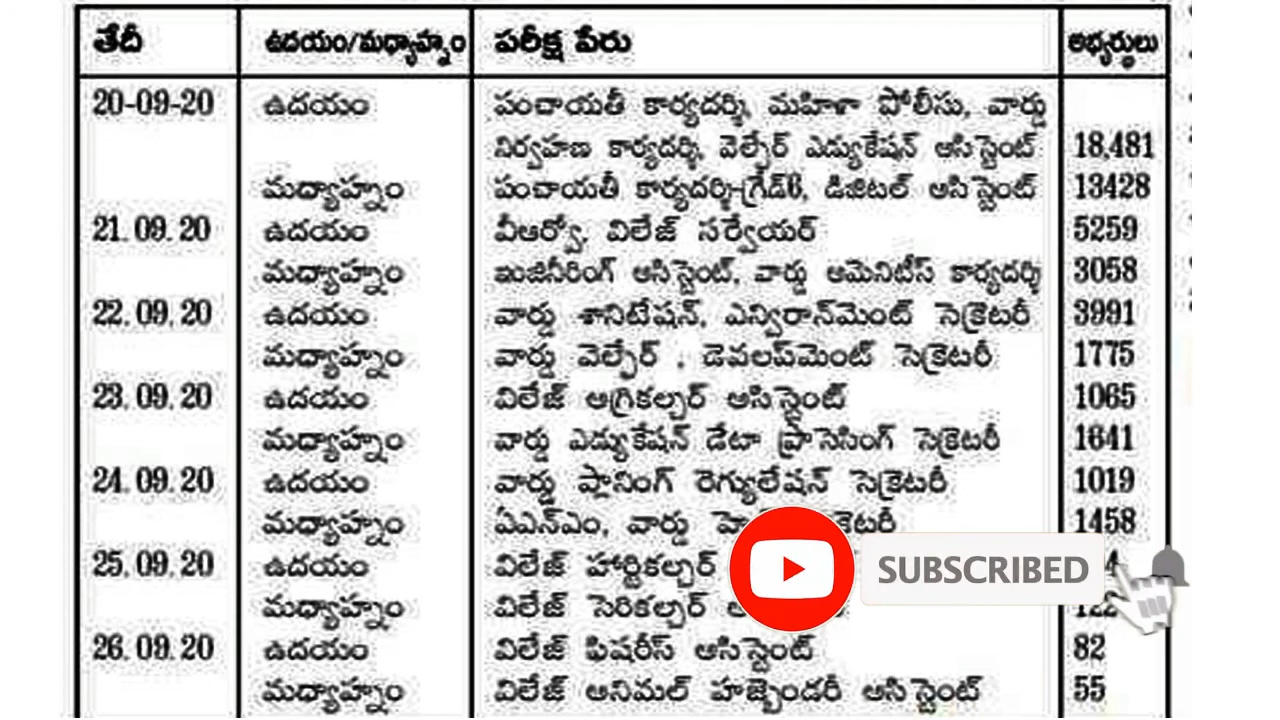 తేదీ ఉదయం/మధ్యాహ్నం పరీక్ష పేరు అభ్యర్థులు
20-09-20 ఉదయం పంచాయతీ కార్యదర్శి, మహిళా పోలీసు, వార్డు
నిర్వహణ కార్యదర్శి, వెల్ఫేర్ ఎడ్యుకేషన్ అసిస్టెంట్ 18,481
మధ్యాహ్నం పంచాయతీ కార్యదర్శి-గ్రేడ్6, డిజిటల్ అసిస్టెంట్ 13428
21.09.20 ఉదయం వీఆర్వో, విలేజ్ సర్వేయర్ 5259
మధ్యాహ్నం ఇంజినీరింగ్ అసిస్టెంట్, వార్డు అమెనిటీస్ కార్యదర్శి 3058
22.09.20 ఉదయం వార్డు శానిటేషన్, ఎన్విరాన్‌మెంట్ సెక్రెటరీ 3991
మధ్యాహ్నం వార్డు వెల్ఫేర్ , డెవలప్‌మెంట్ సెక్రెటరీ 1775
23.09.20 ఉదయం విలేజ్ ఆగ్రికల్చర్ అసిస్టెంట్ 1065
మధ్యాహ్నం వార్డు ఎడ్యుకేషన్ డేటా ప్రాసెసింగ్ సెక్రెటరీ 1641
24.09.20 ఉదయం వార్డు ప్లానింగ్ రెగ్యులేషన్ సెక్రెటరీ 1019
మధ్యాహ్నం ఏఎన్ఎం, వార్డు 1458
25.09.20 ఉదయం విలేజ్ హార్టికల్చర్ SUBSCRIBED
మధ్యాహ్నం విలేజ్ సెరికల్చర్
26.09.20 ఉదయం విలేజ్ ఫిషరీస్ అసిస్టెంట్ 82
మధ్యాహ్నం విలేజ్ అనిమల్ హజ్బెండరీ అసిస్టెంట్ 55